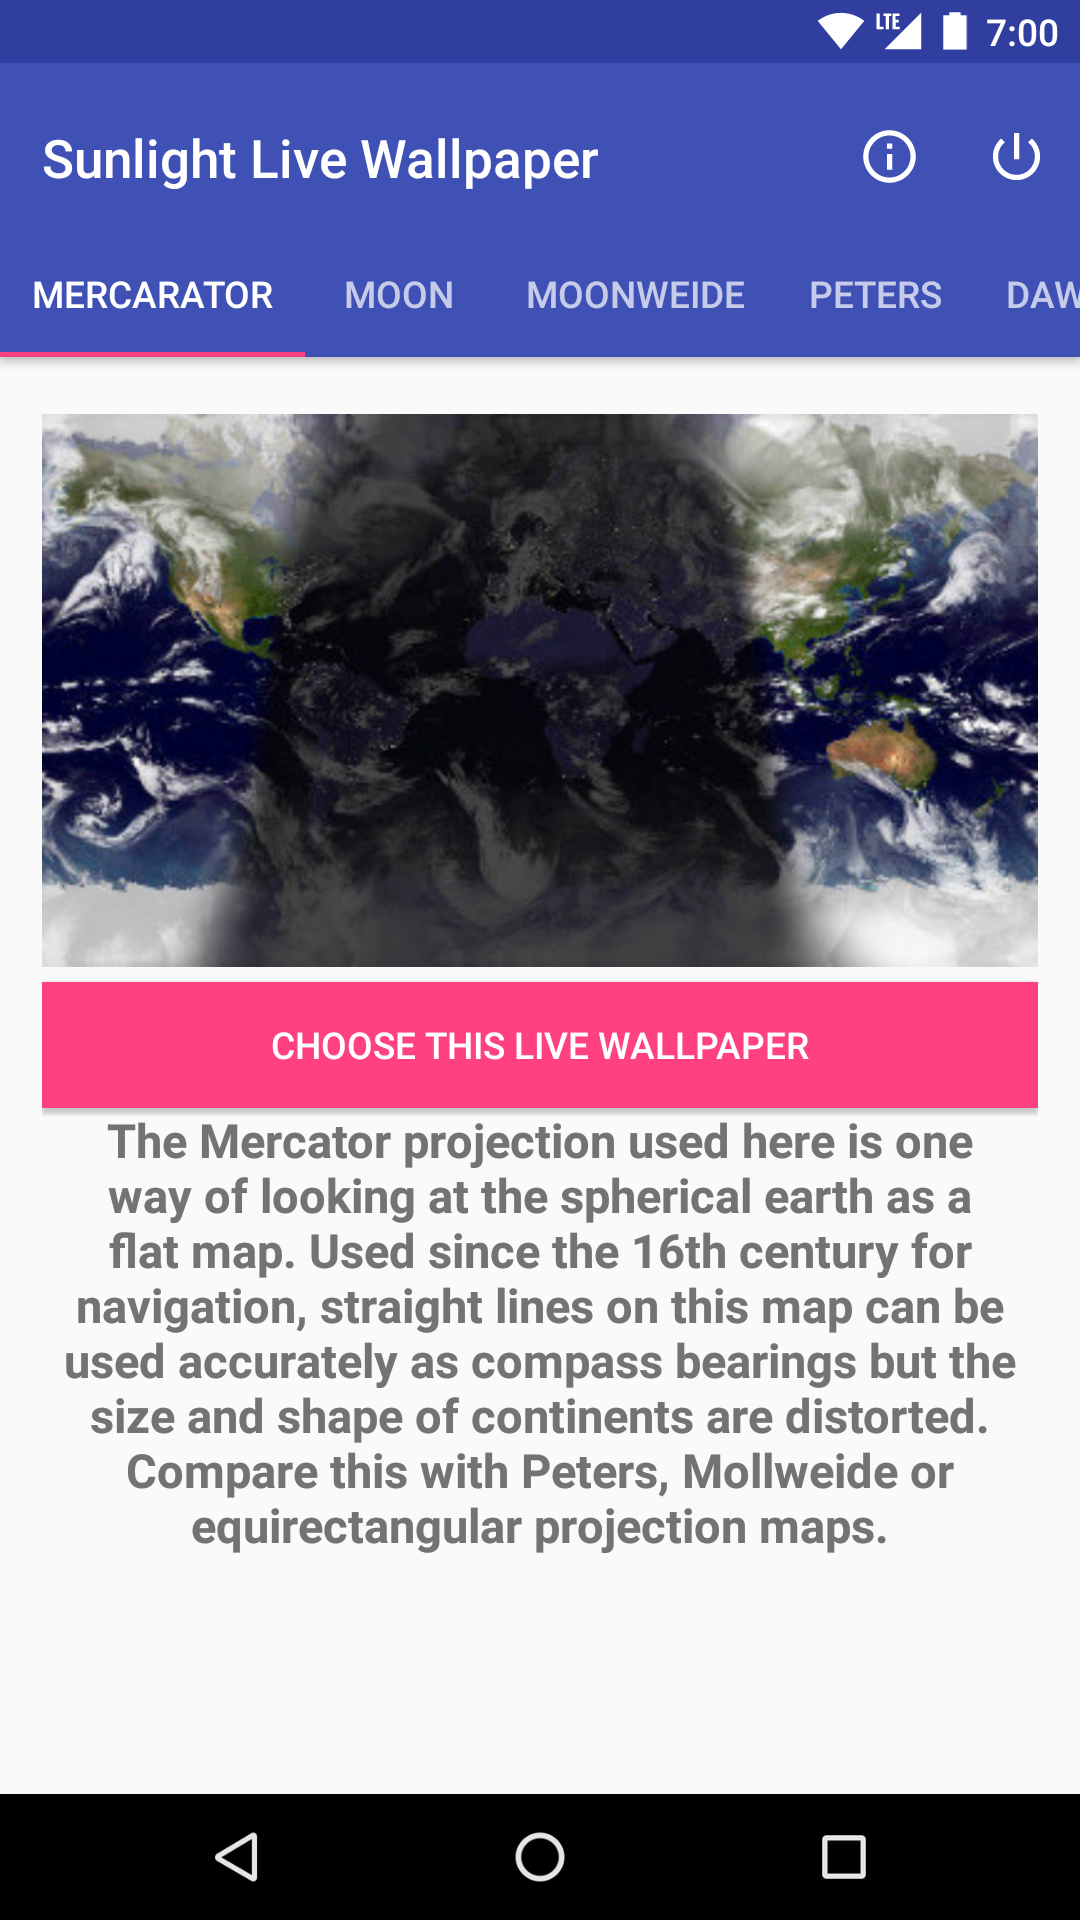 LTE 7:00
Sunlight Live Wallpaper
MERCARATOR MOON MOONWEIDE PETERS DAW
CHOOSE THIS LIVE WALLPAPER
The Mercator projection used here is one
way of looking at the spherical earth as a
flat map. Used since the 16th century for
navigation, straight lines on this map can be
used accurately as compass bearings but the
size and shape of continents are distorted.
Compare this with Peters, Mollweide or
equirectangular projection maps.